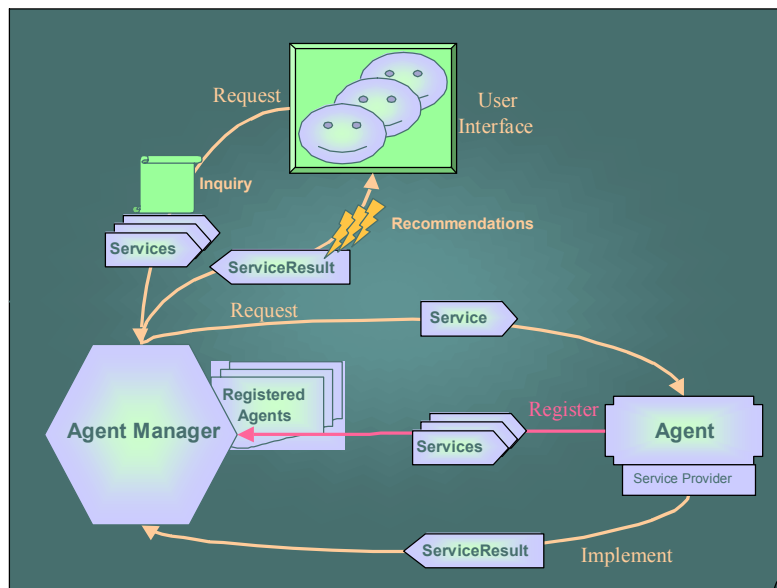 Request
User
Interface
Inquiry
Recommendations
Services
ServiceResult
Request
Service
Registered
Agents
Register
Agent Manager
Services
Agent
Service Provider
ServiceResult
Implement